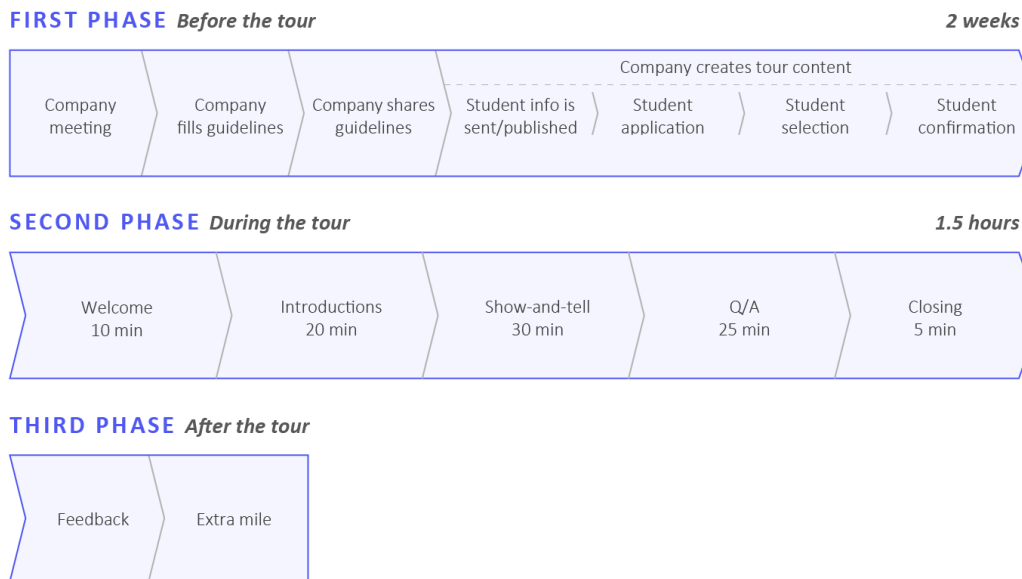 FIRST PHASE Before the tour 2 weeks
Company creates tour content
Company meeting
Company fills guidelines
Company shares guidelines
Student info is sent/published
Student application
Student selection
Student confirmation
SECOND PHASE During the tour 1.5 hours
Welcome
10 min
Introductions
20 min
Show-and-tell
30 min
Q/A
25 min
Closing
5 min
THIRD PHASE After the tour
Feedback
Extra mile